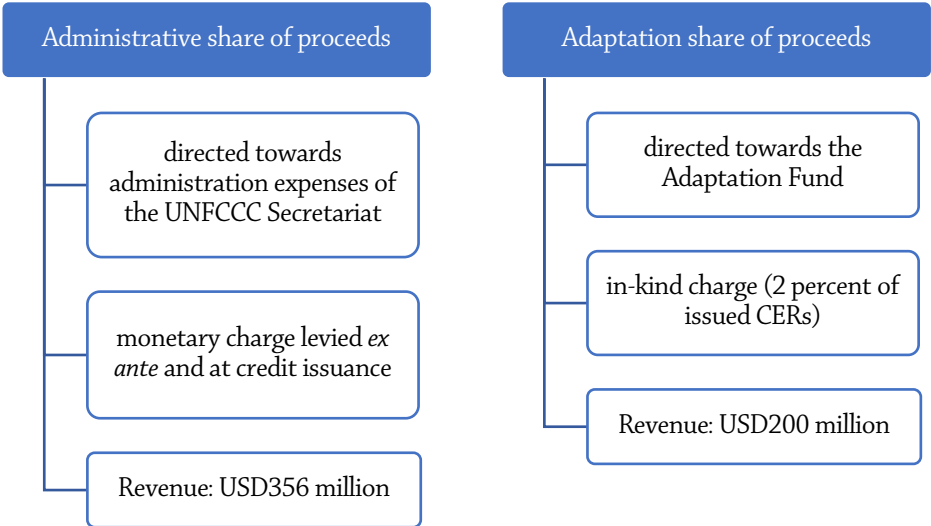 Administrative share of proceeds
directed towards
administration expenses of
the UNFCCC Secretariat
monetary charge levied ex
ante and at credit issuance
Revenue: USD356 million
Adaptation share of proceeds
directed towards the
Adaptation Fund
in-kind charge (2 percent of
issued CERs)
Revenue: USD200 million